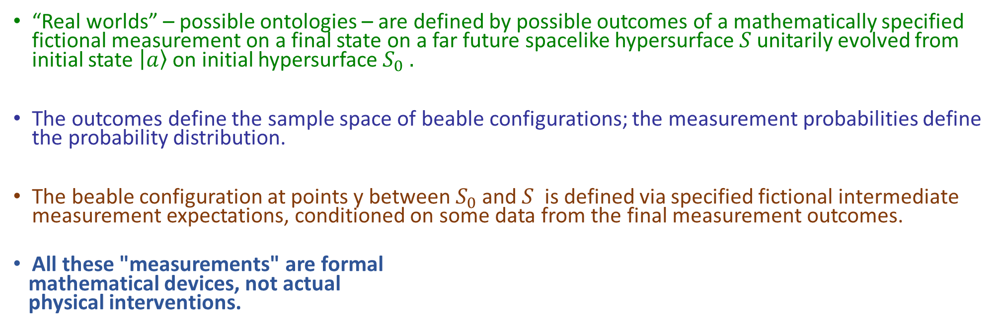 • “Real worlds” – possible ontologies – are defined by possible outcomes of a mathematically specified
fictional measurement on a final state on a far future spacelike hypersurface S unitarily evolved from
initial state |a⟩ on initial hypersurface S₀ .
• The outcomes define the sample space of beable configurations; the measurement probabilities define
the probability distribution.
• The beable configuration at points y between S₀ and S is defined via specified fictional intermediate
measurement expectations, conditioned on some data from the final measurement outcomes.
• All these "measurements" are formal
mathematical devices, not actual
physical interventions.